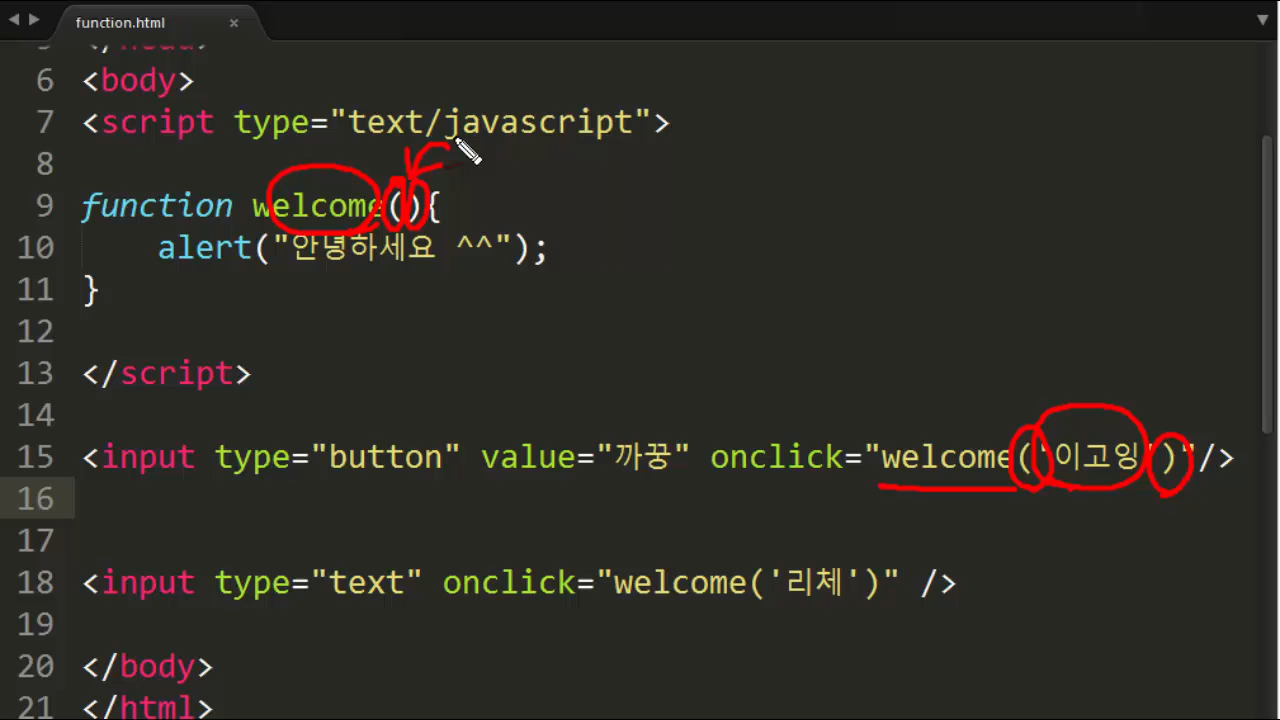 function.html ×
6 <body>
7 <script type="text/javascript">
8
9 function welcome(){
10 alert("안녕하세요 ^^");
11 }
12
13 </script>
14
15 <input type="button" value="까꿍" onclick="welcome('이고잉')"/>
16
17
18 <input type="text" onclick="welcome('리체')" />
19
20 </body>
21 </html>